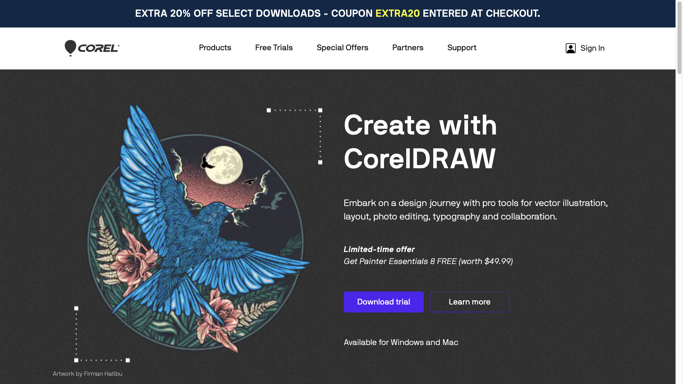 EXTRA 20% OFF SELECT DOWNLOADS - COUPON EXTRA20 ENTERED AT CHECKOUT.
COREL
Products Free Trials Special Offers Partners Support Sign In
Create with
CorelDRAW
Embark on a design journey with pro tools for vector illustration,
layout, photo editing, typography and collaboration.
Limited-time offer
Get Painter Essentials 8 FREE (worth $49.99)
Download trial Learn more
Available for Windows and Mac
Artwork by Firman Hatibu